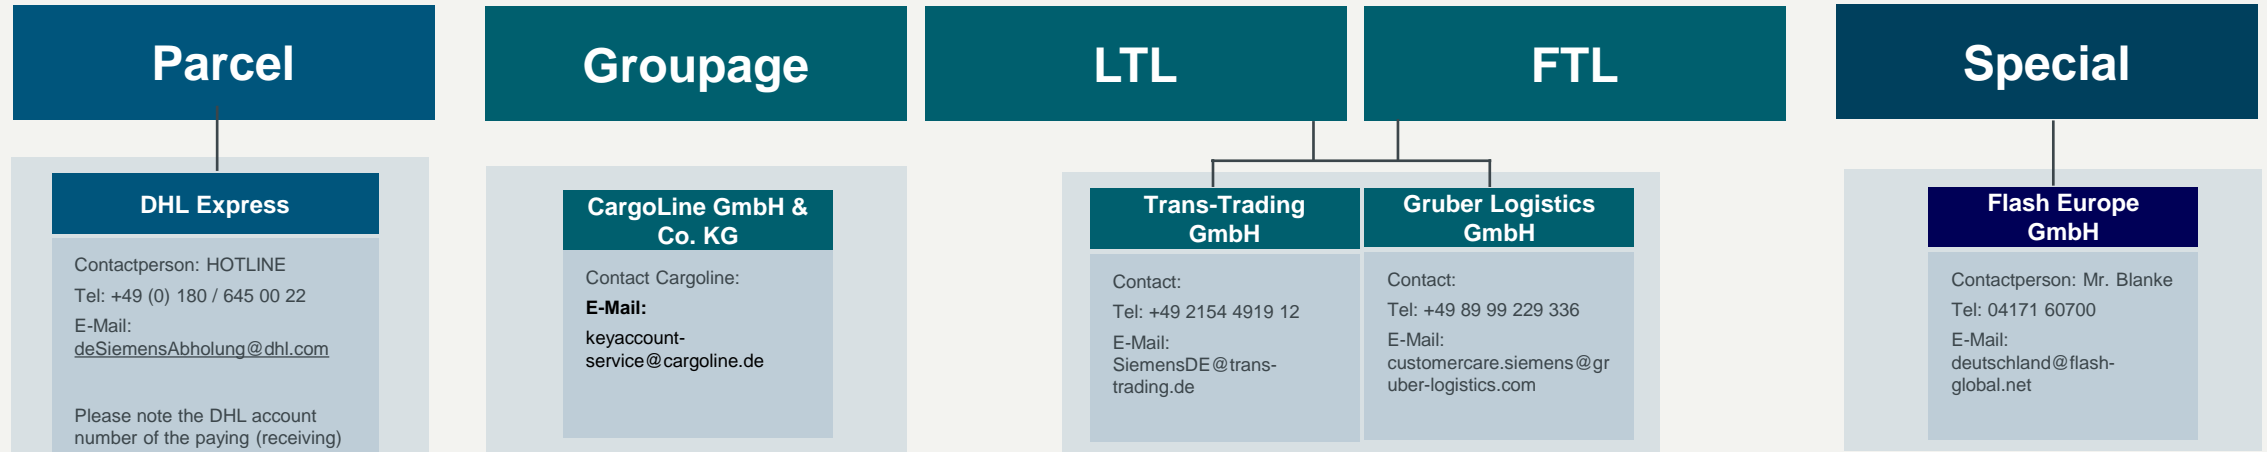 Parcel
Groupage
LTL
FTL
Special
DHL Express
Contactperson: HOTLINE
Tel: +49 (0) 180 / 645 00 22
E-Mail:
deSiemensAbholung@dhl.com
Please note the DHL account
number of the paying (receiving)
CargoLine GmbH &
Co. KG
Contact Cargoline:
E-Mail:
keyaccount-
service@cargoline.de
Trans-Trading
GmbH
Contact:
Tel: +49 2154 4919 12
E-Mail:
SiemensDE@trans-
trading.de
Gruber Logistics
GmbH
Contact:
Tel: +49 89 99 229 336
E-Mail:
customercare.siemens@gr
uber-logistics.com
Flash Europe
GmbH
Contactperson: Mr. Blanke
Tel: 04171 60700
E-Mail:
deutschland@flash-
global.net